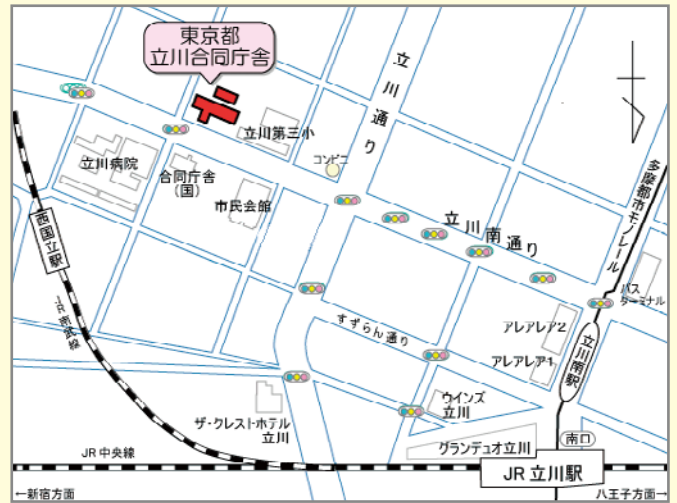 東京都
立川合同庁舎
立川通り
立川第三小
コンビニ
立川病院
合同庁舎
(国)
市民会館
立川南通り
多摩都市モノレール
バス
ターミナル
西国立駅
JR南武線
すずらん通り
アレアレア2
アレアレア1
立川南駅
ウインズ
立川
ザ・クレストホテル
立川
グランデュオ立川
南口
JR中央線
JR立川駅
←新宿方面
八王子方面→